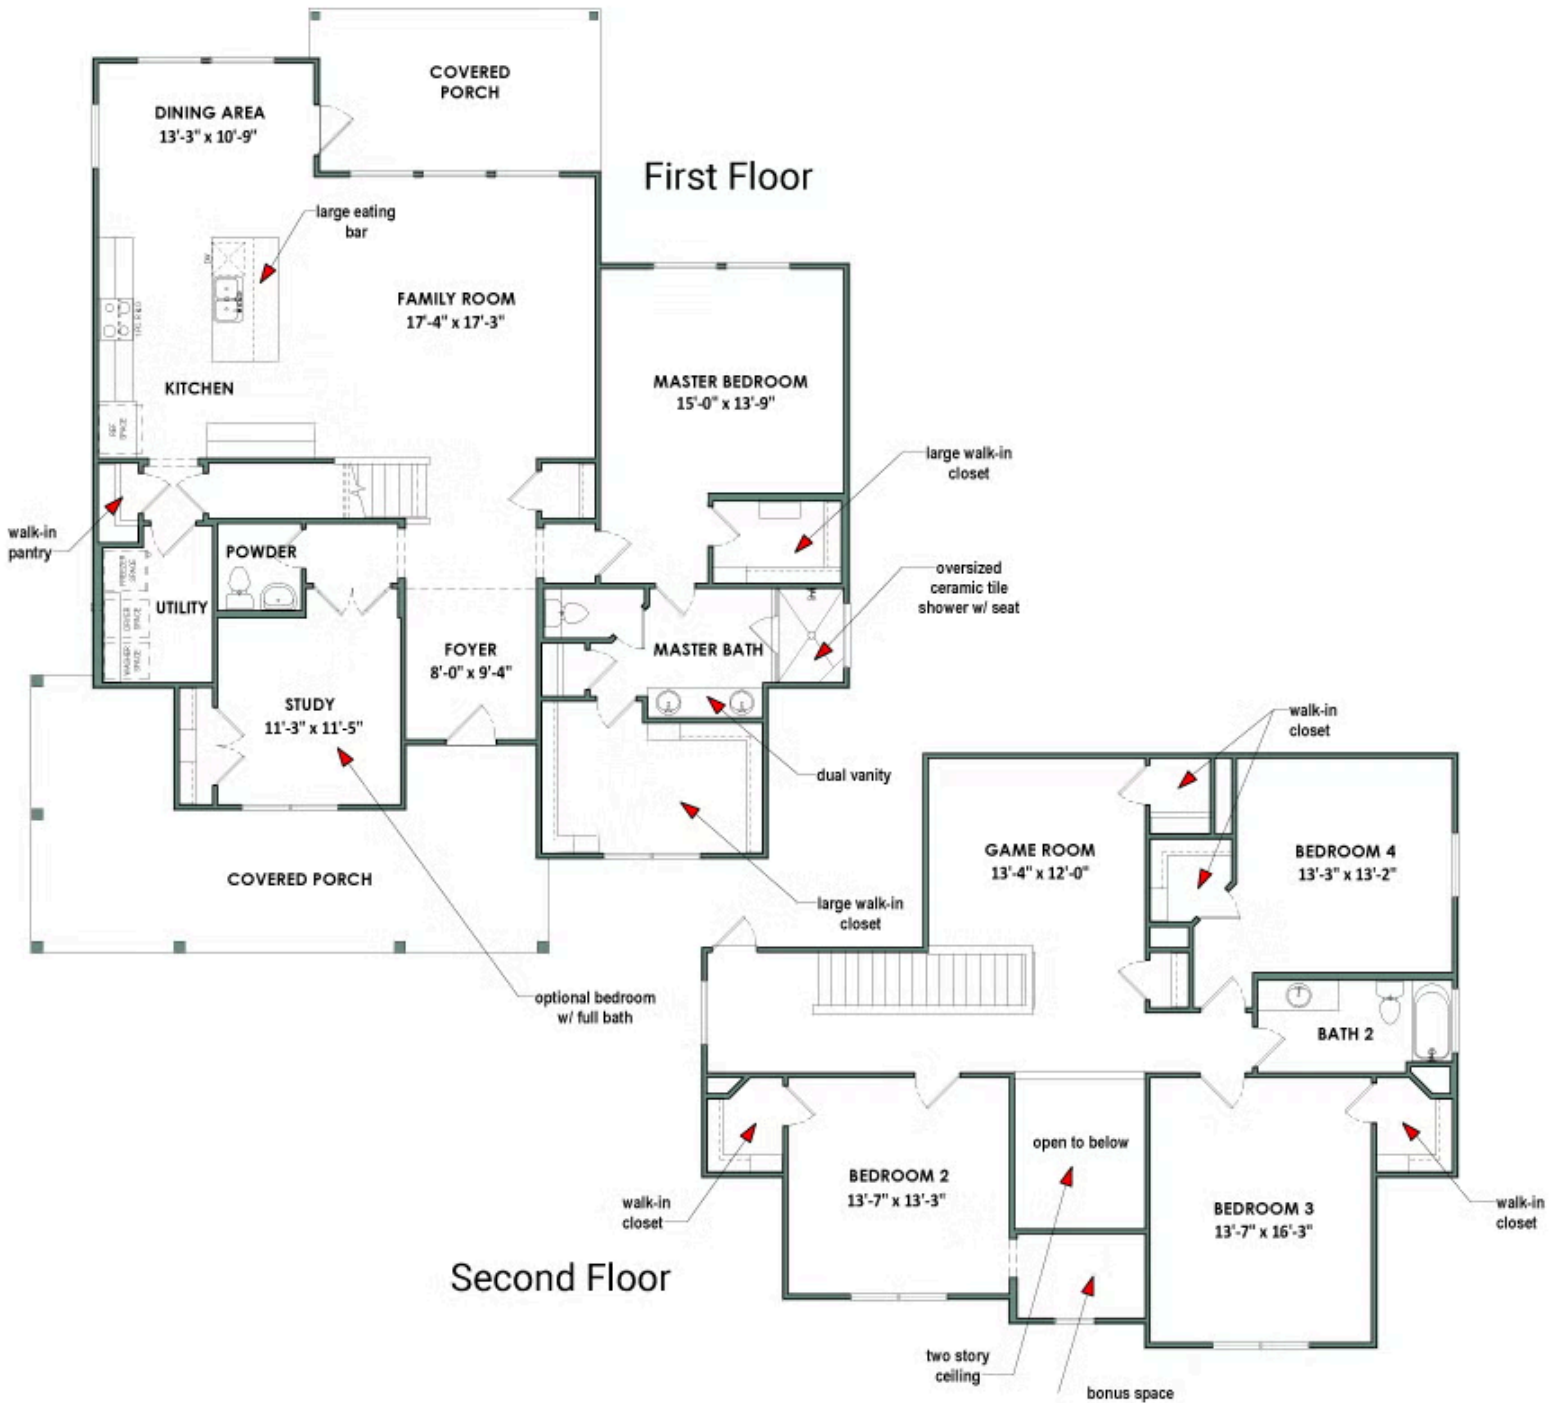 COVERED
PORCH
DINING AREA
13'-3" x 10'-9"
First Floor
large eating
bar
FAMILY ROOM
17'-4" x 17'-3"
KITCHEN
MASTER BEDROOM
15'-0" x 13'-9"
large walk-in
closet
walk-in
pantry
POWDER
UTILITY
oversized
ceramic tile
shower w/ seat
FOYER
8'-0" x 9'-4"
MASTER BATH
STUDY
11'-3" x 11'-5"
dual vanity
walk-in
closet
COVERED PORCH
large walk-in
closet
GAME ROOM
13'-4" x 12'-0"
BEDROOM 4
13'-3" x 13'-2"
optional bedroom
w/ full bath
BATH 2
open to below
BEDROOM 2
13'-7" x 13'-3"
walk-in
closet
BEDROOM 3
13'-7" x 16'-3"
walk-in
closet
Second Floor
two story
ceiling
bonus space